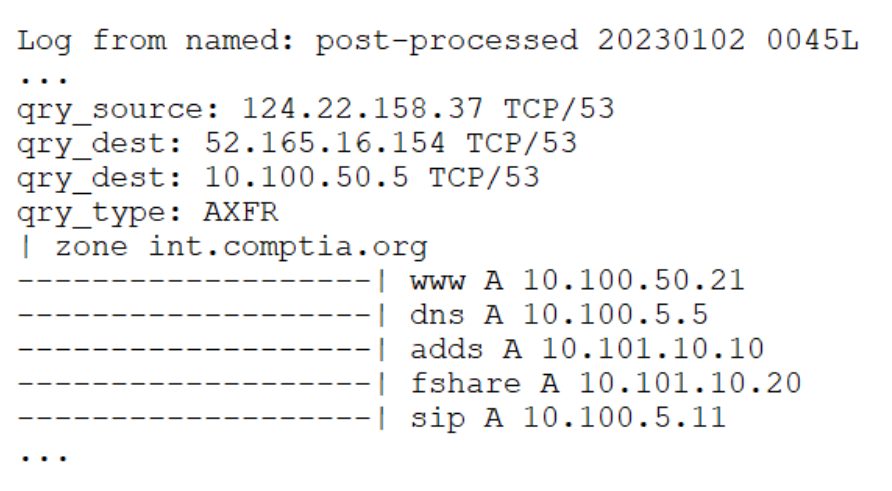 Log from named: post-processed 20230102 0045L
...
qry_source: 124.22.158.37 TCP/53
qry_dest: 52.165.16.154 TCP/53
qry_dest: 10.100.50.5 TCP/53
qry_type: AXFR
| zone int.comptia.org
-------------------| www A 10.100.50.21
-------------------| dns A 10.100.5.5
-------------------| adds A 10.101.10.10
-------------------| fshare A 10.101.10.20
-------------------| sip A 10.100.5.11
...